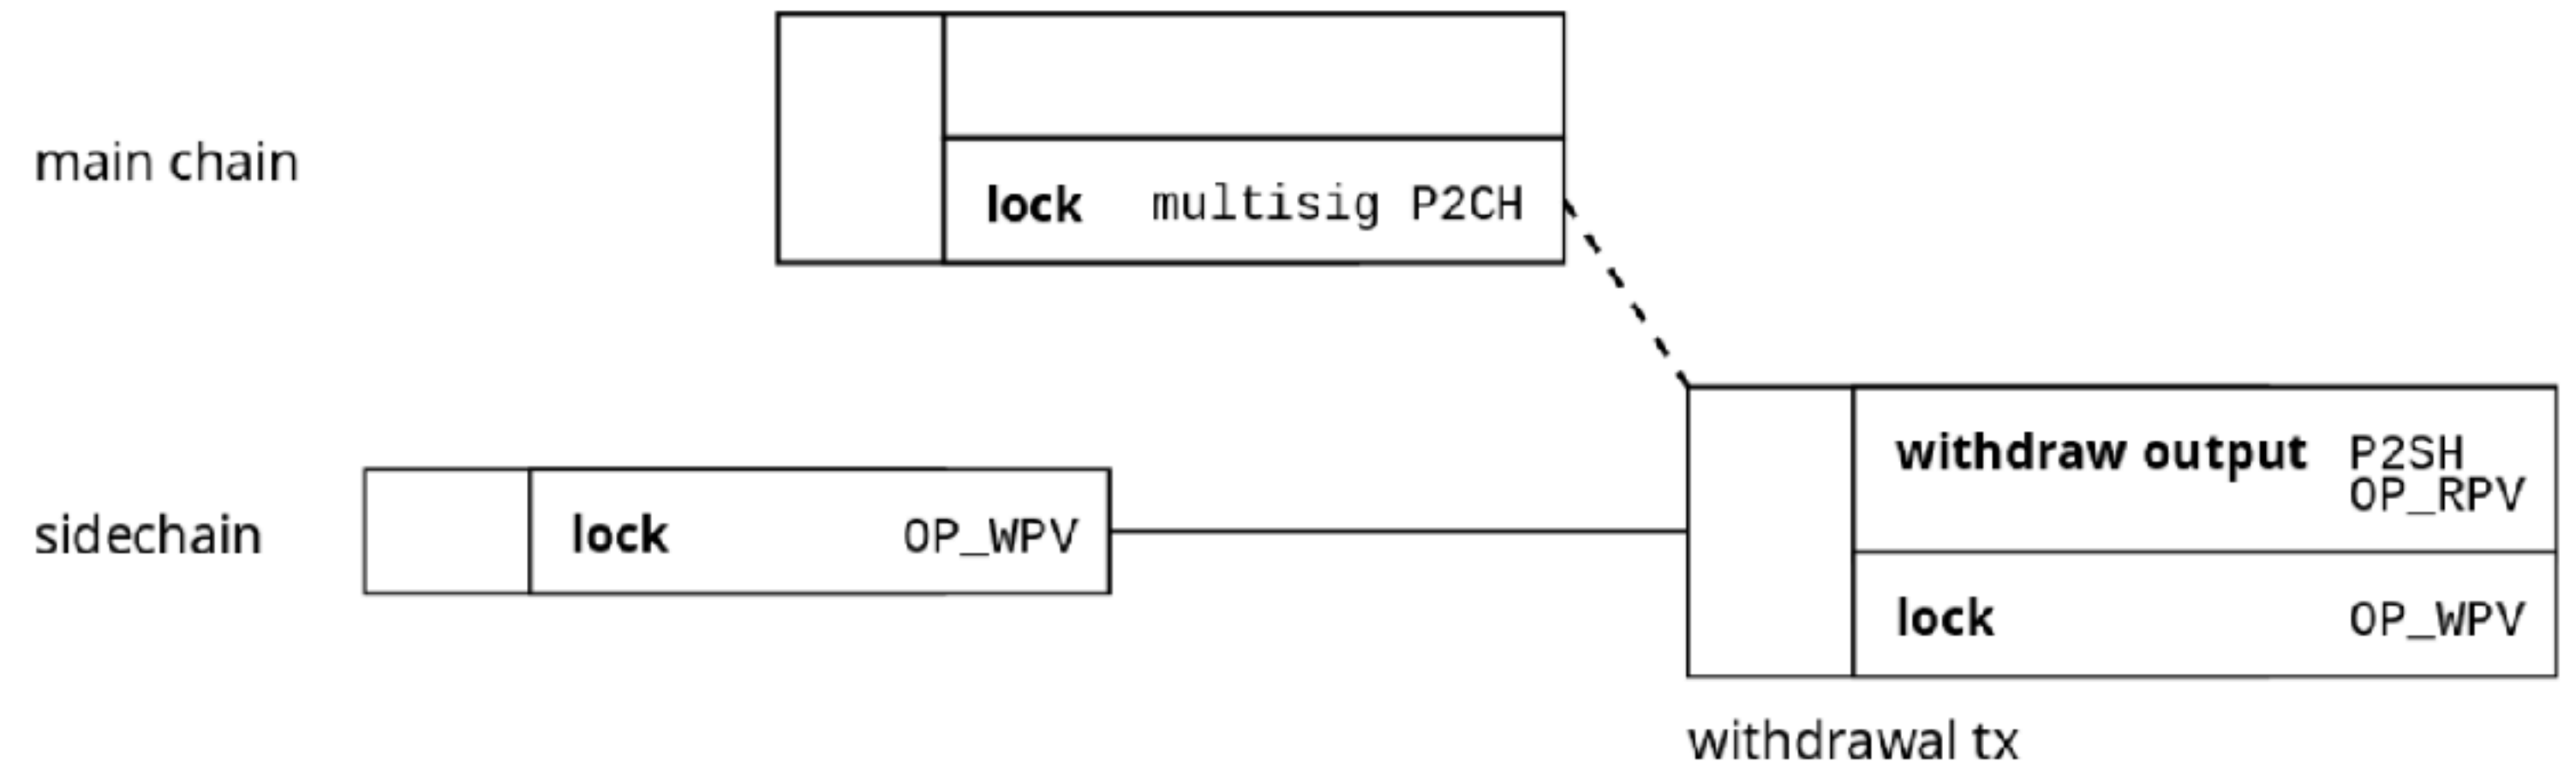 main chain
lock multisig P2CH
withdraw output P2SH
OP_RPV
sidechain
lock OP_WPV
lock OP_WPV
withdrawal tx